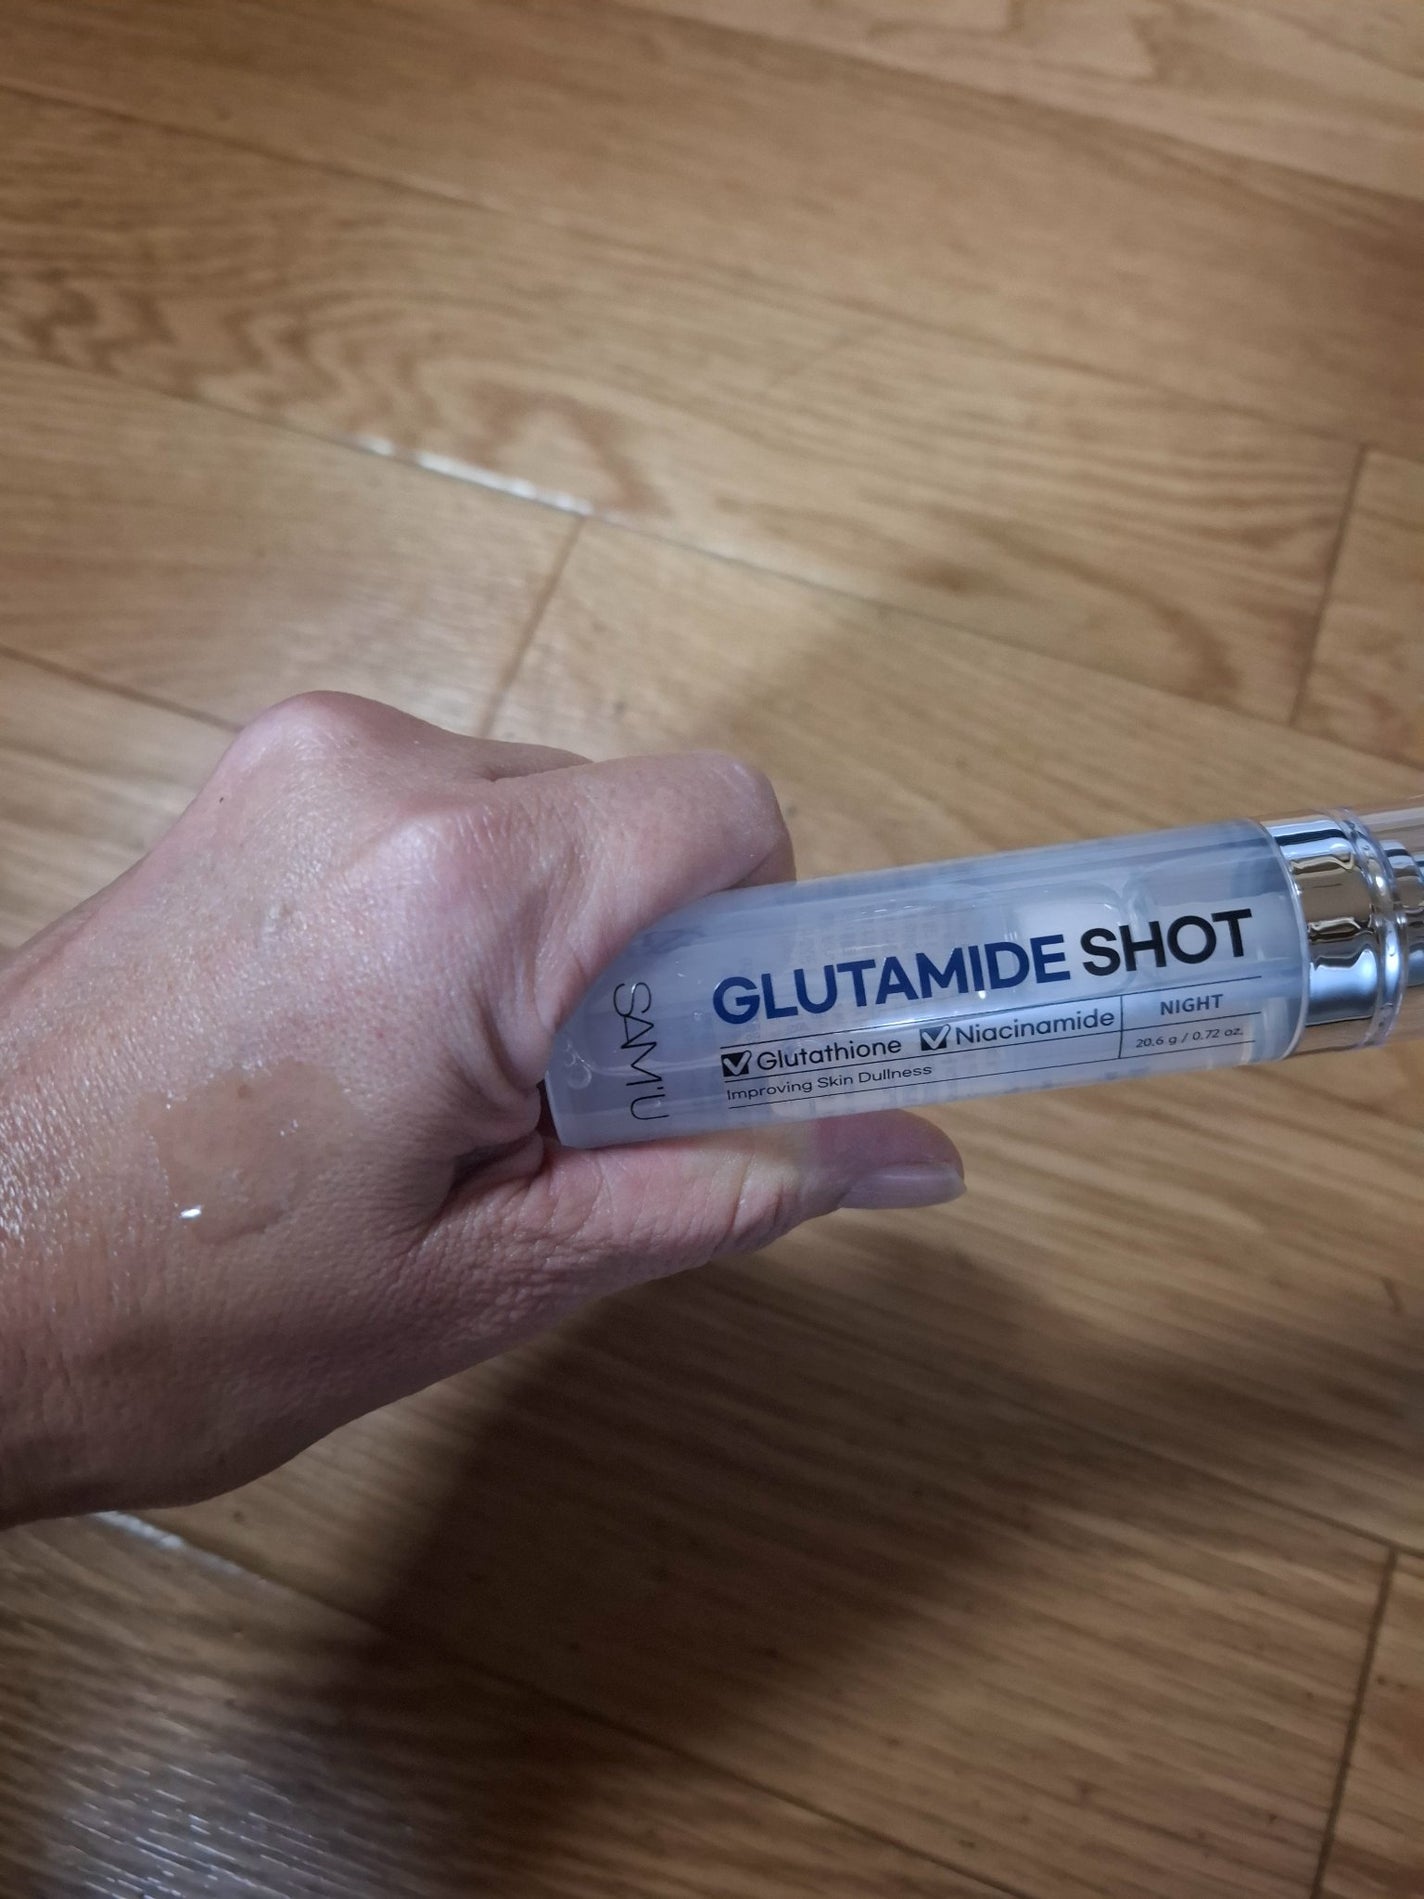 SAM'U
GLUTAMIDE SHOT
Glutathione Niacinamide
Improving Skin Dullness
NIGHT
20.6 g / 0.72 oz.